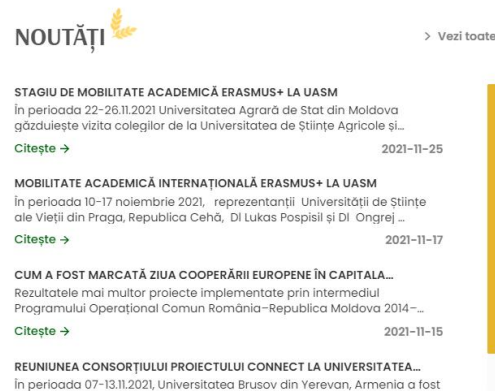 NOUTĂȚI
> Vezi toate
STAGIU DE MOBILITATE ACADEMICĂ ERASMUS+ LA UASM
În perioada 22-26.11.2021 Universitatea Agrară de Stat din Moldova
găzduiește vizita colegilor de la Universitatea de Științe Agricole și...
Citește →
2021-11-25
MOBILITATE ACADEMICĂ INTERNAȚIONALĂ ERASMUS+ LA UASM
În perioada 10-17 noiembrie 2021, reprezentanții Universității de Științe
ale Vieții din Praga, Republica Cehă, Dl Lukas Pospisil și Dl Ongrej ...
Citește →
2021-11-17
CUM A FOST MARCATĂ ZIUA COOPERĂRII EUROPENE ÎN CAPITALA...
Rezultatele mai multor proiecte implementate prin intermediul
Programului Operațional Comun România-Republica Moldova 2014-...
Citește →
2021-11-15
REUNIUNEA CONSORȚIULUI PROIECTULUI CONNECT LA UNIVERSITATEA...
În perioada 07-13.11.2021, Universitatea Brusov din Yerevan, Armenia a fost